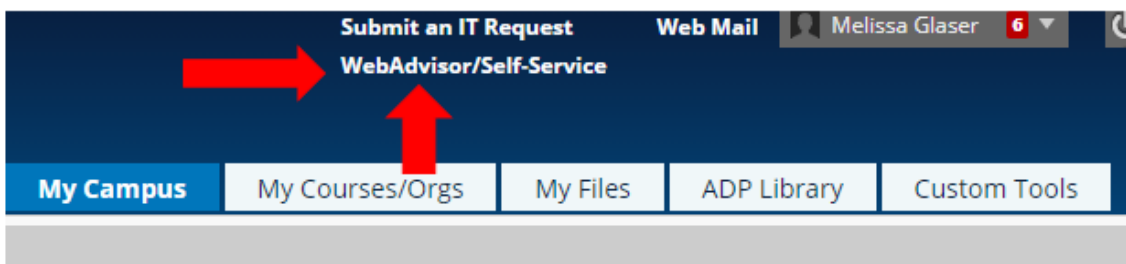 Submit an IT Request Web Mail Melissa Glaser 6
WebAdvisor/Self-Service
My Campus My Courses/Orgs My Files ADP Library Custom Tools